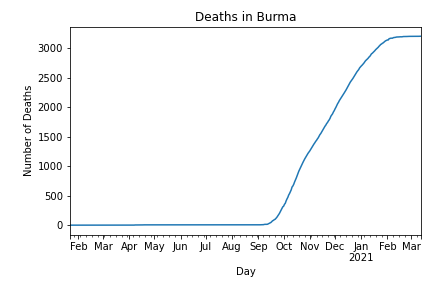 Deaths in Burma
Number of Deaths
3000
2500
2000
1500
1000
500
0
Feb Mar Apr May Jun Jul Aug Sep Oct Nov Dec Jan Feb Mar
2021
Day